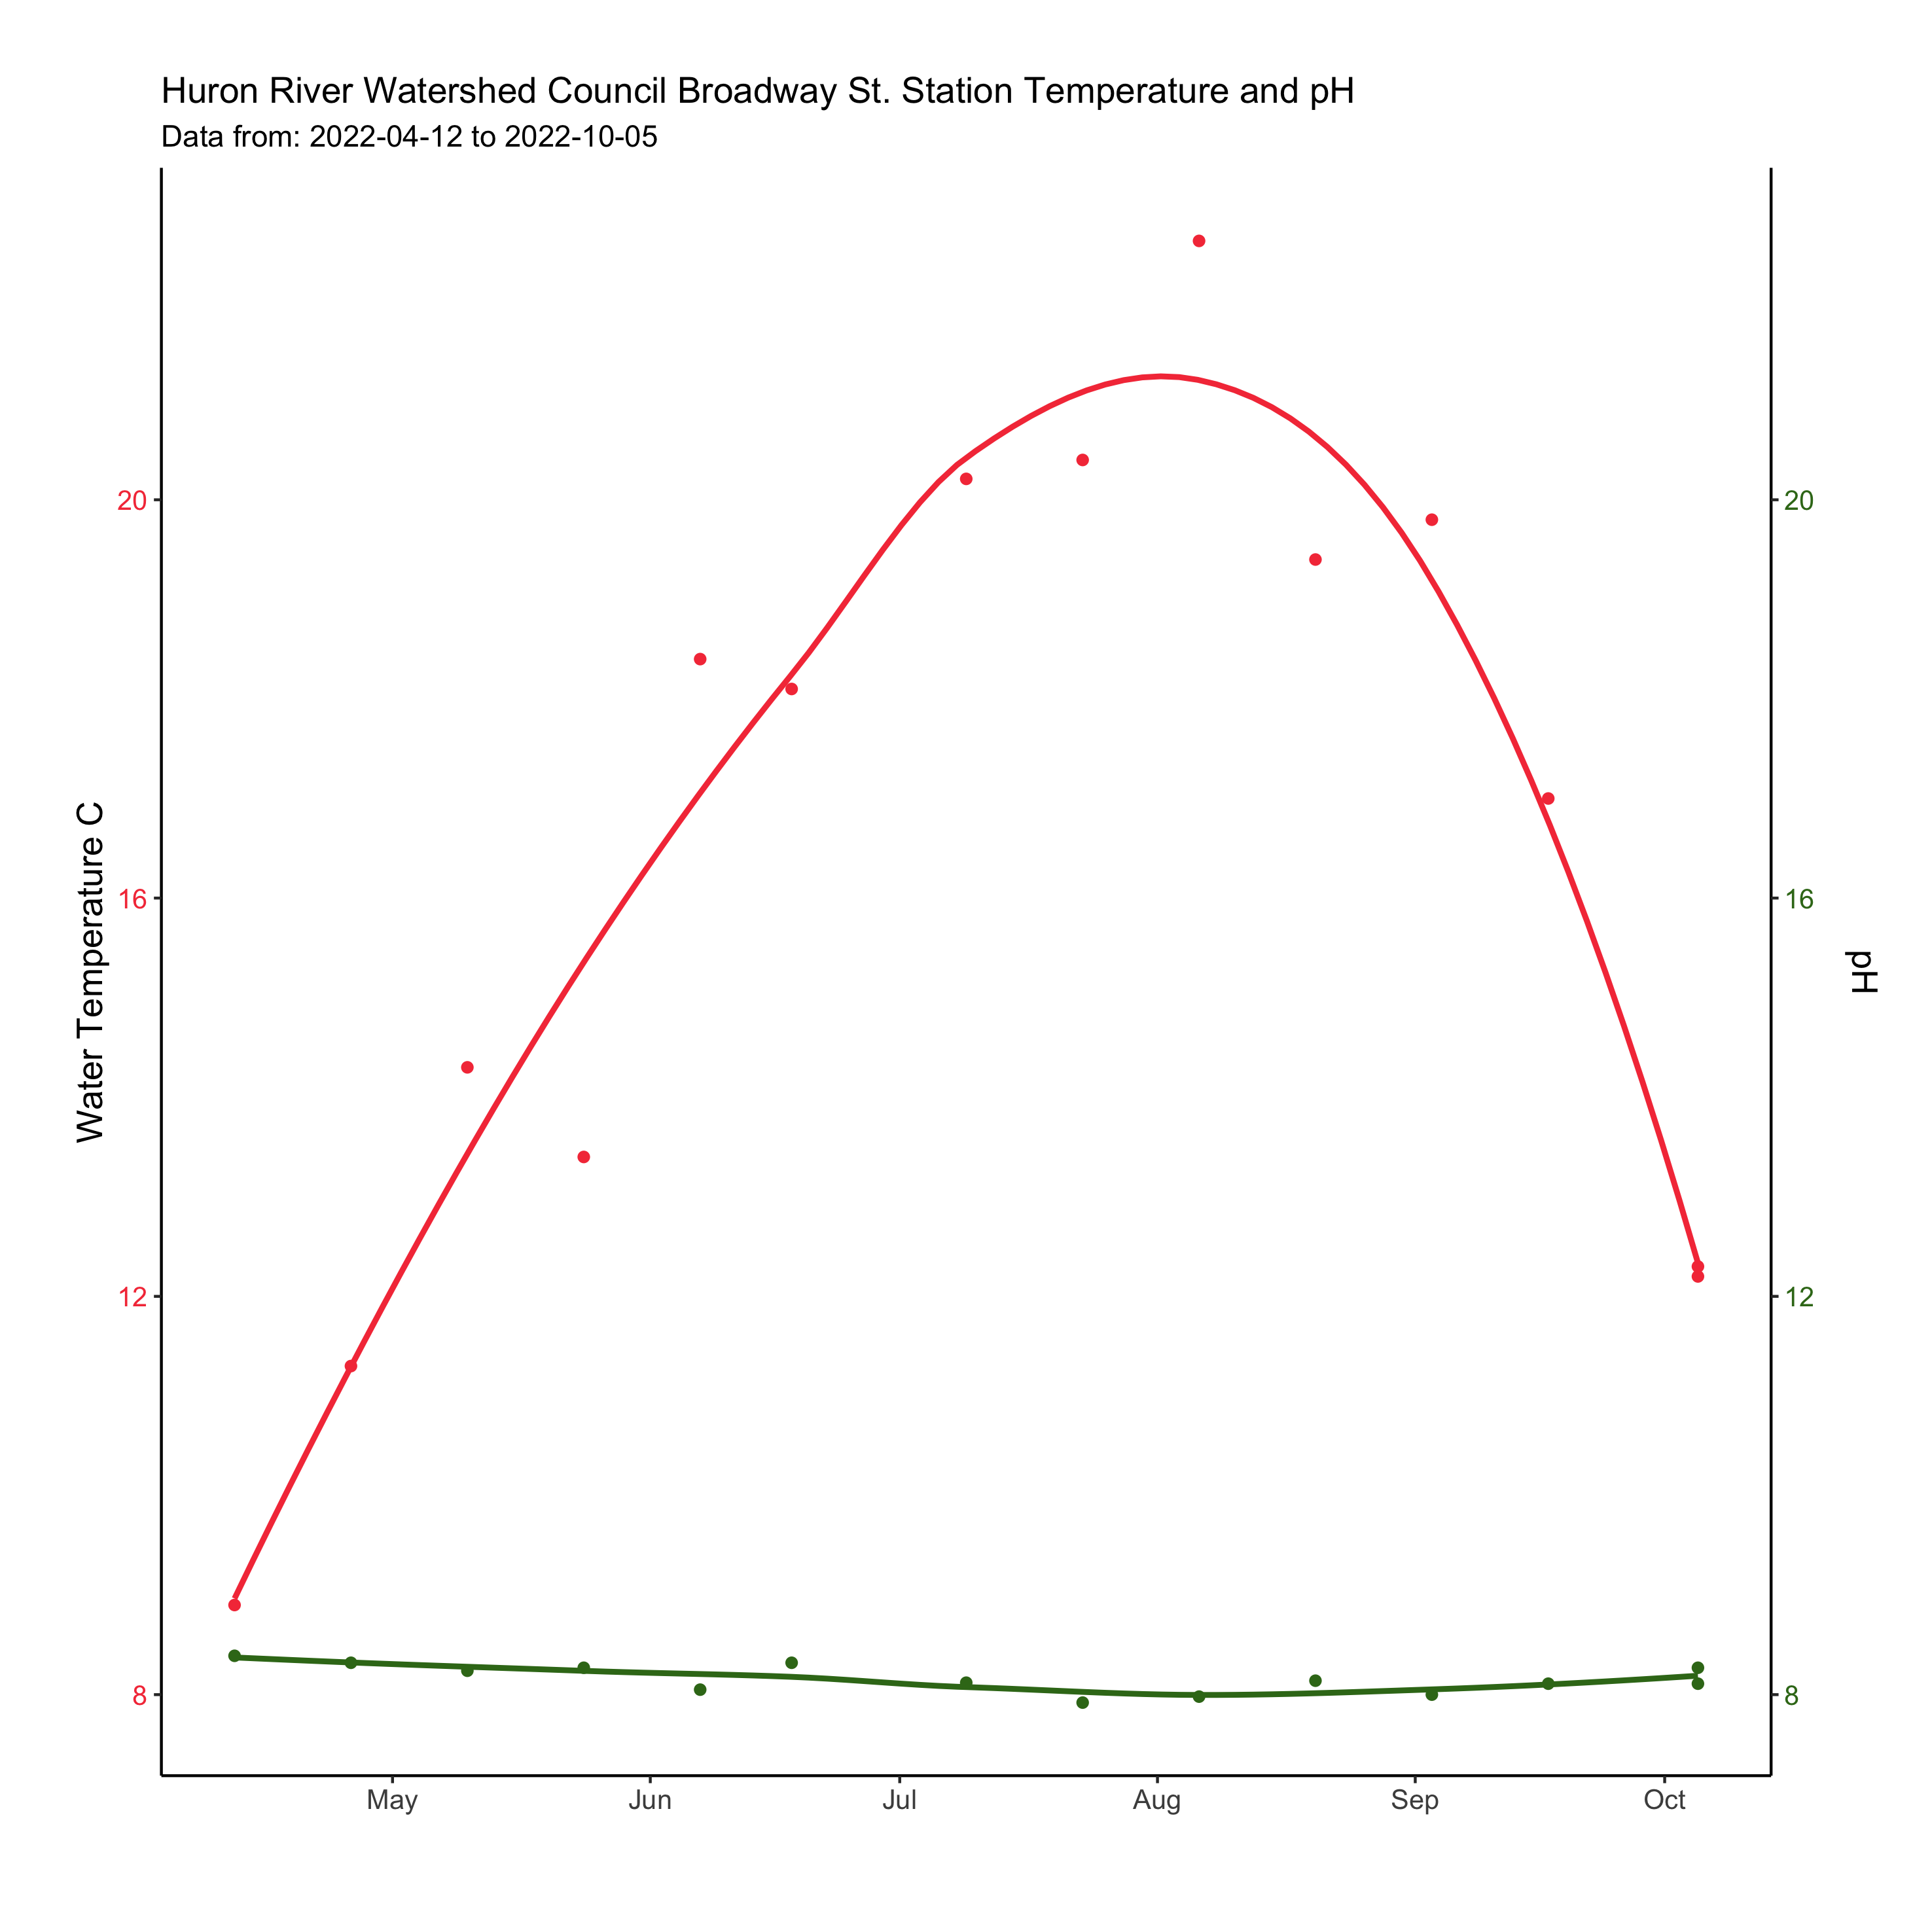 Huron River Watershed Council Broadway St. Station Temperature and pH
Data from: 2022-04-12 to 2022-10-05
Water Temperature C
20
16
12
8
20
16
12
8
pH
May Jun Jul Aug Sep Oct